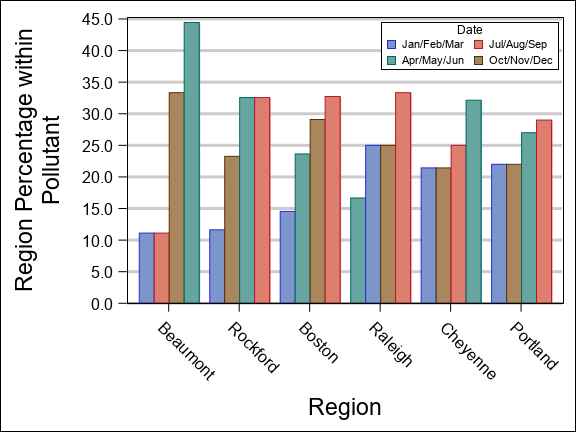 Region Percentage within
Pollutant
45.0
40.0
35.0
30.0
25.0
20.0
15.0
10.0
5.0
0.0
Date
Jan/Feb/Mar Jul/Aug/Sep
Apr/May/Jun Oct/Nov/Dec
Beaumont Rockford Boston Raleigh Cheyenne Portland
Region